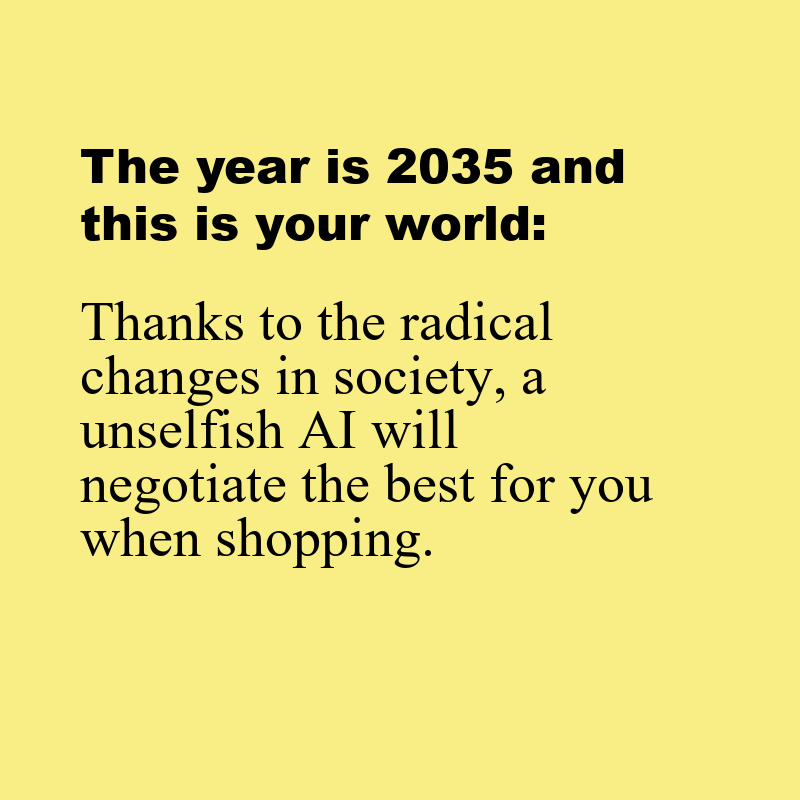 The year is 2035 and
this is your world:
Thanks to the radical
changes in society, a
unselfish AI will
negotiate the best for you
when shopping.